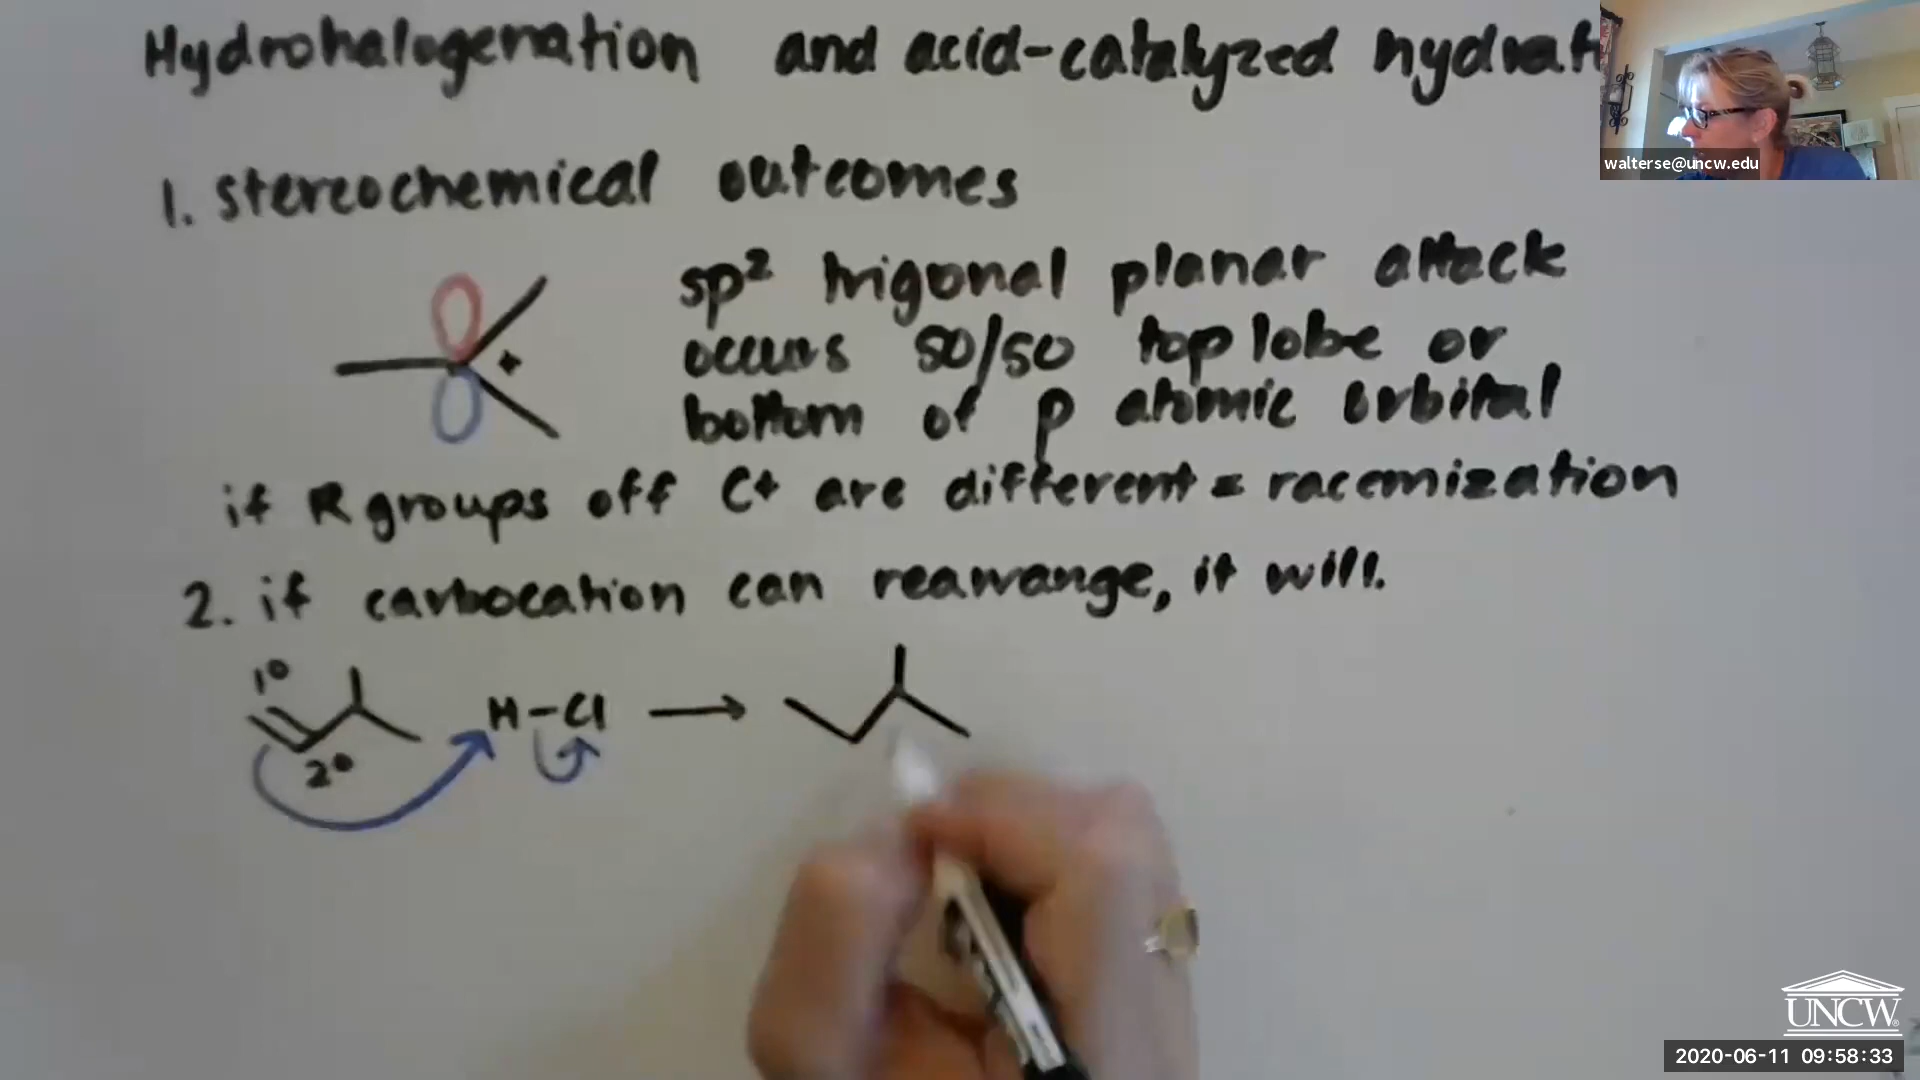 Hydrohalogenation and acid-catalyzed hydrat
walterse@uncw.edu
1. stereochemical outcomes
sp² trigonal planar attack
occurs 50/50 top lobe or
bottom of p atomic orbital
+
if R groups off C+ are different = racemization
2. if carbocation can rearrange, it will.
1°
2°
H-Cl
UNCW
2020-06-11 09:58:33